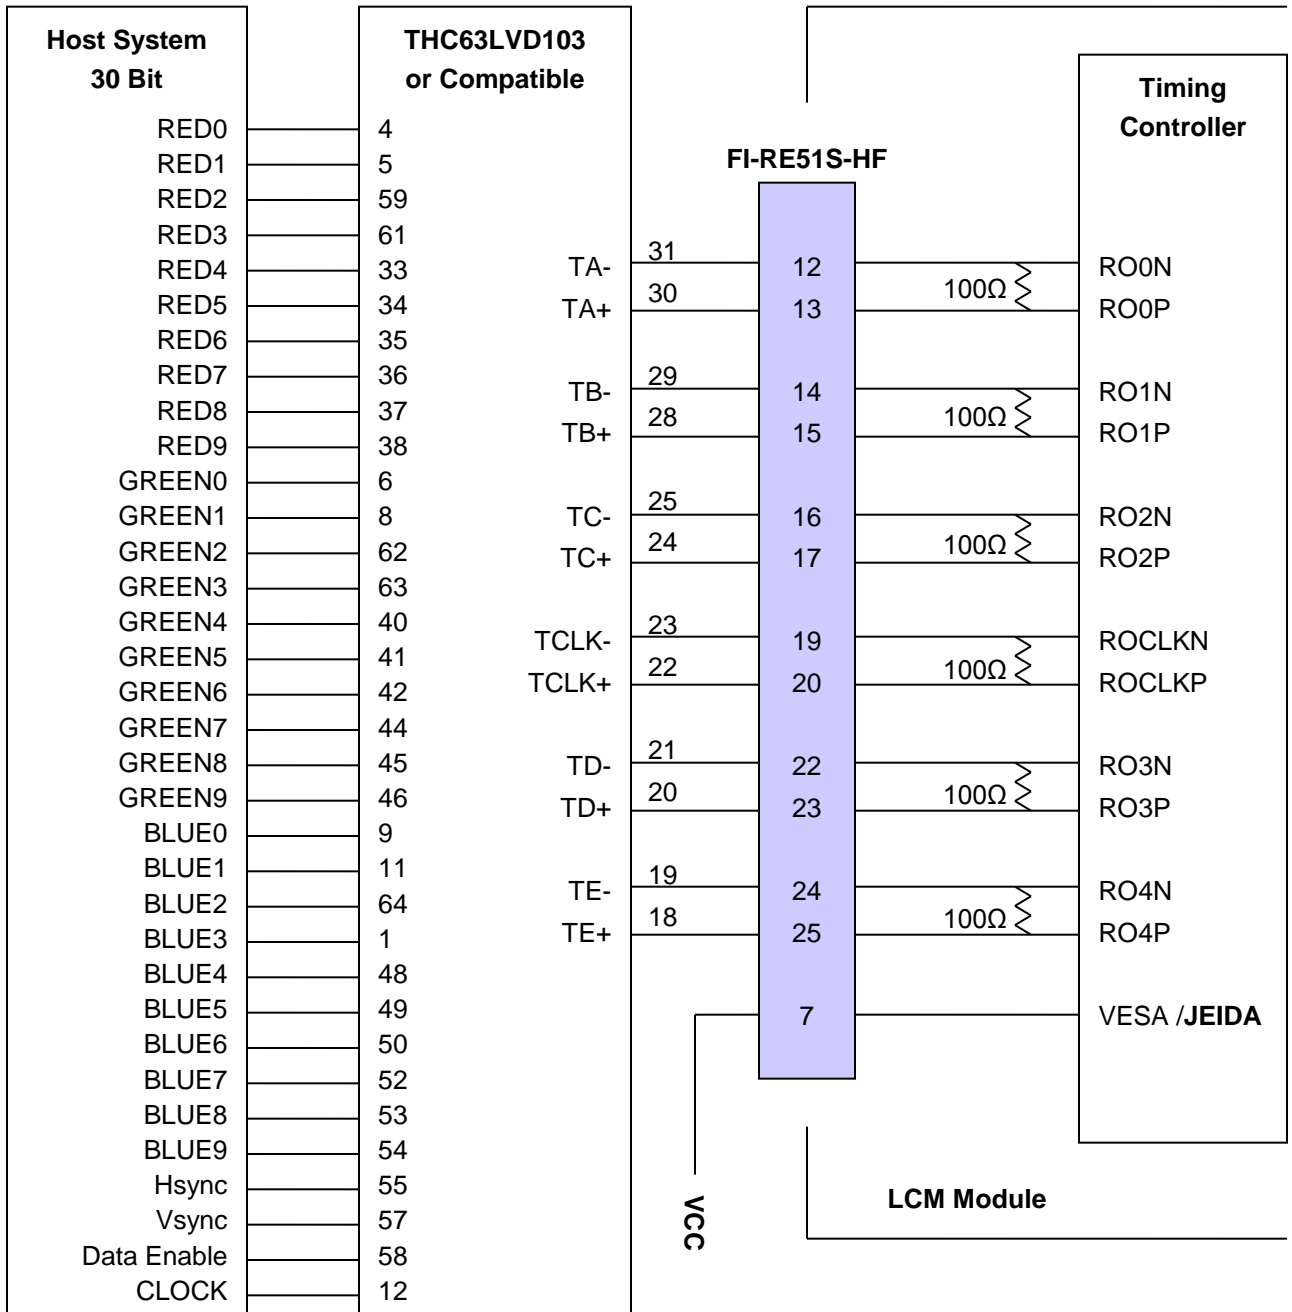 Host System
30 Bit
RED0
RED1
RED2
RED3
RED4
RED5
RED6
RED7
RED8
RED9
GREEN0
GREEN1
GREEN2
GREEN3
GREEN4
GREEN5
GREEN6
GREEN7
GREEN8
GREEN9
BLUE0
BLUE1
BLUE2
BLUE3
BLUE4
BLUE5
BLUE6
BLUE7
BLUE8
BLUE9
Hsync
Vsync
Data Enable
CLOCK
THC63LVD103
or Compatible
4
5
59
61
33
34
35
36
37
38
6
8
62
63
40
41
42
44
45
46
9
11
64
1
48
49
50
52
53
54
55
57
58
12
TA-
TA+
TB-
TB+
TC-
TC+
TCLK-
TCLK+
TD-
TD+
TE-
TE+
31
30
29
28
25
24
23
22
21
20
19
18
VCC
FI-RE51S-HF
12
13
14
15
16
17
19
20
22
23
24
25
7
100Ω
100Ω
100Ω
100Ω
100Ω
100Ω
Timing
Controller
RO0N
RO0P
RO1N
RO1P
RO2N
RO2P
ROCLKN
ROCLKP
RO3N
RO3P
RO4N
RO4P
VESA /JEIDA
LCM Module